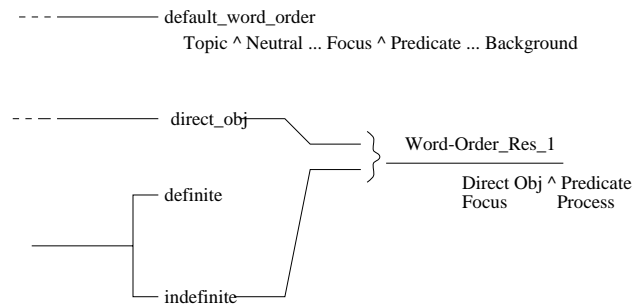 default_word_order
Topic ^ Neutral ... Focus ^ Predicate ... Background
direct_obj
Word-Order_Res_1
Direct Obj ^ Predicate
Focus Process
definite
indefinite